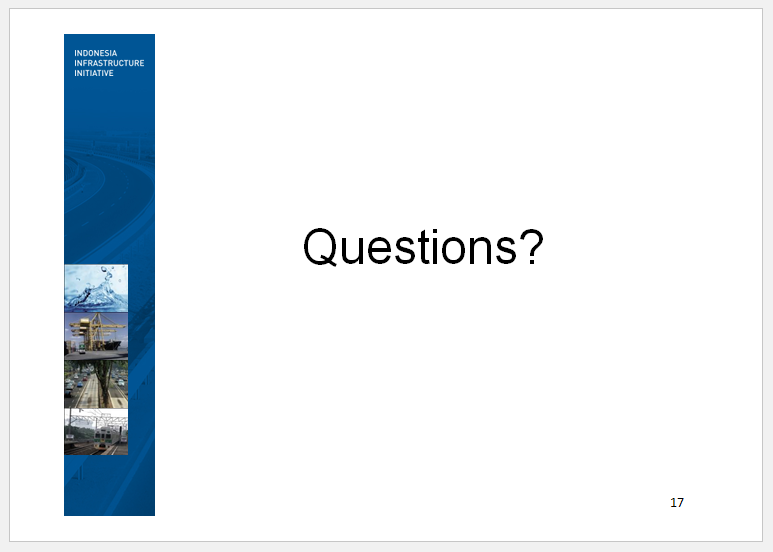 INDONESIA
INFRASTRUCTURE
INITIATIVE
Questions?
17